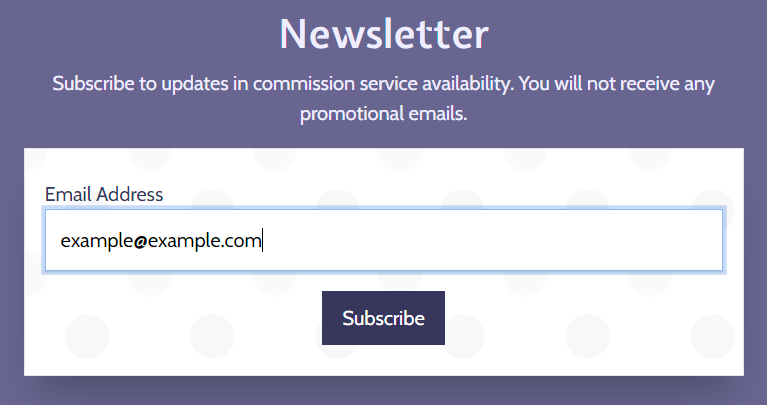 Newsletter
Subscribe to updates in commission service availability. You will not receive any
promotional emails.
Email Address
example@example.com
Subscribe